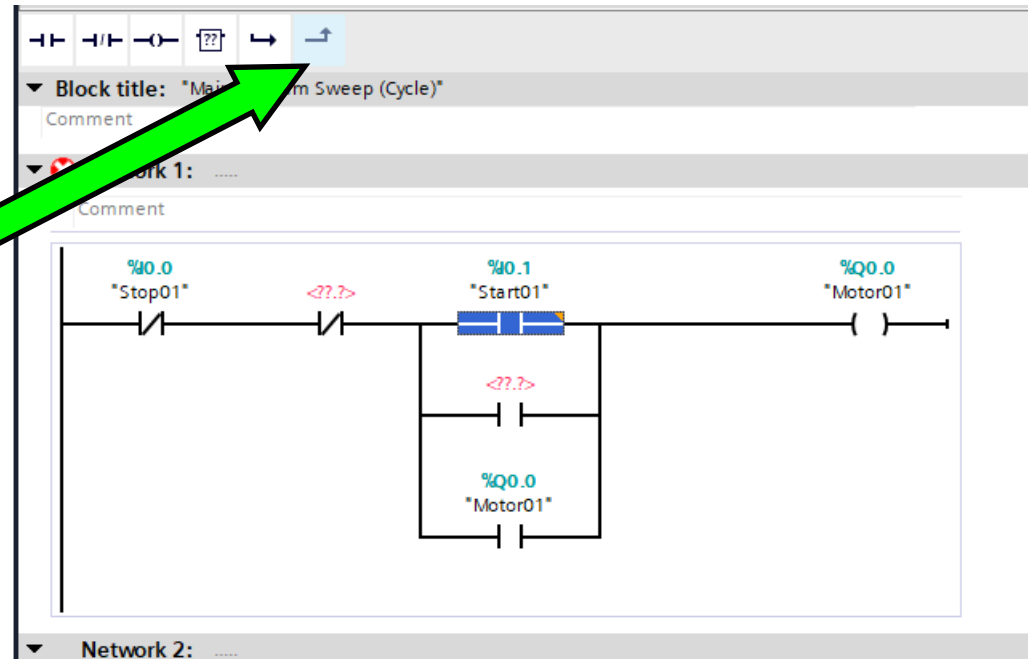 ??
Block title: "Mai m Sweep (Cycle)"
Comment
ork 1: .....
Comment
%I0.0 %I0.1 %Q0.0
"Stop01" <??.?> "Start01" "Motor01"
<??.?>
%Q0.0
"Motor01"
Network 2: .....